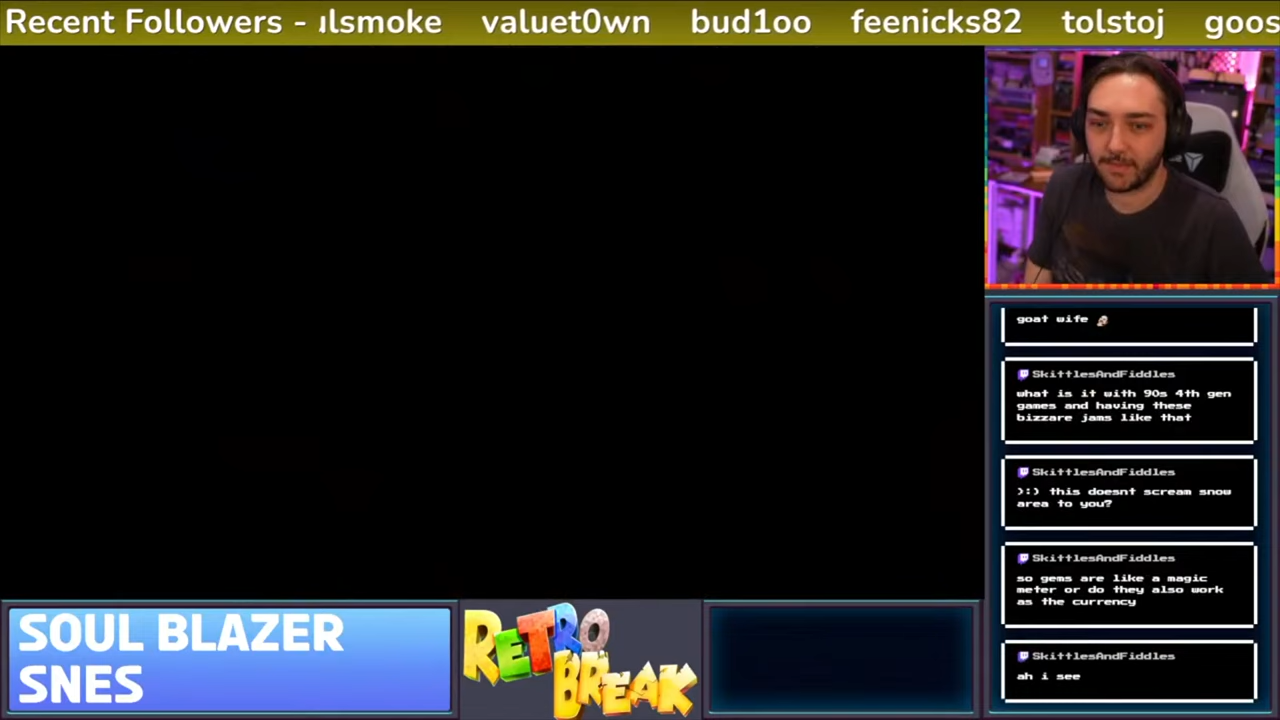 Recent Followers - ılsmoke valuet0wn bud1oo feenicks82 tolstoj goos
goat wife
SkittlesAndFiddles
what is it with 90s 4th gen
games and having these
bizzare jams like that
SkittlesAndFiddles
):) this doesnt scream snow
area to you?
SkittlesAndFiddles
so gems are like a magic
meter or do they also work
as the currency
SkittlesAndFiddles
ah i see
SOUL BLAZER
SNES
RETRO
BREAK